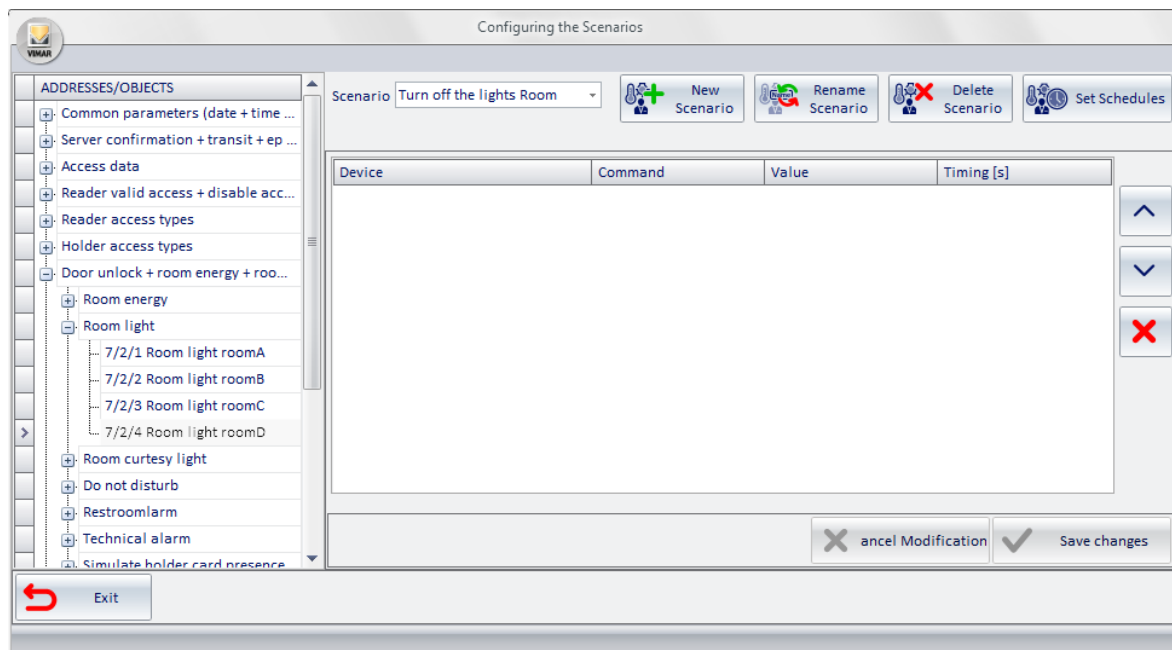 Configuring the Scenarios
VIMAR
ADDRESSES/OBJECTS
Common parameters (date + time ...
Server confirmation + transit + ep ...
Access data
Reader valid access + disable acc...
Reader access types
Holder access types
Door unlock + room energy + roo...
Room energy
Room light
7/2/1 Room light roomA
7/2/2 Room light roomB
7/2/3 Room light roomC
7/2/4 Room light roomD
Room curtesy light
Do not disturb
Restroomlarm
Technical alarm
Simulate holder card presence
Scenario Turn off the lights Room
New
Scenario
Rename
Scenario
Delete
Scenario
Set Schedules
Device Command Value Timing [s]
ancel Modification
Save changes
Exit